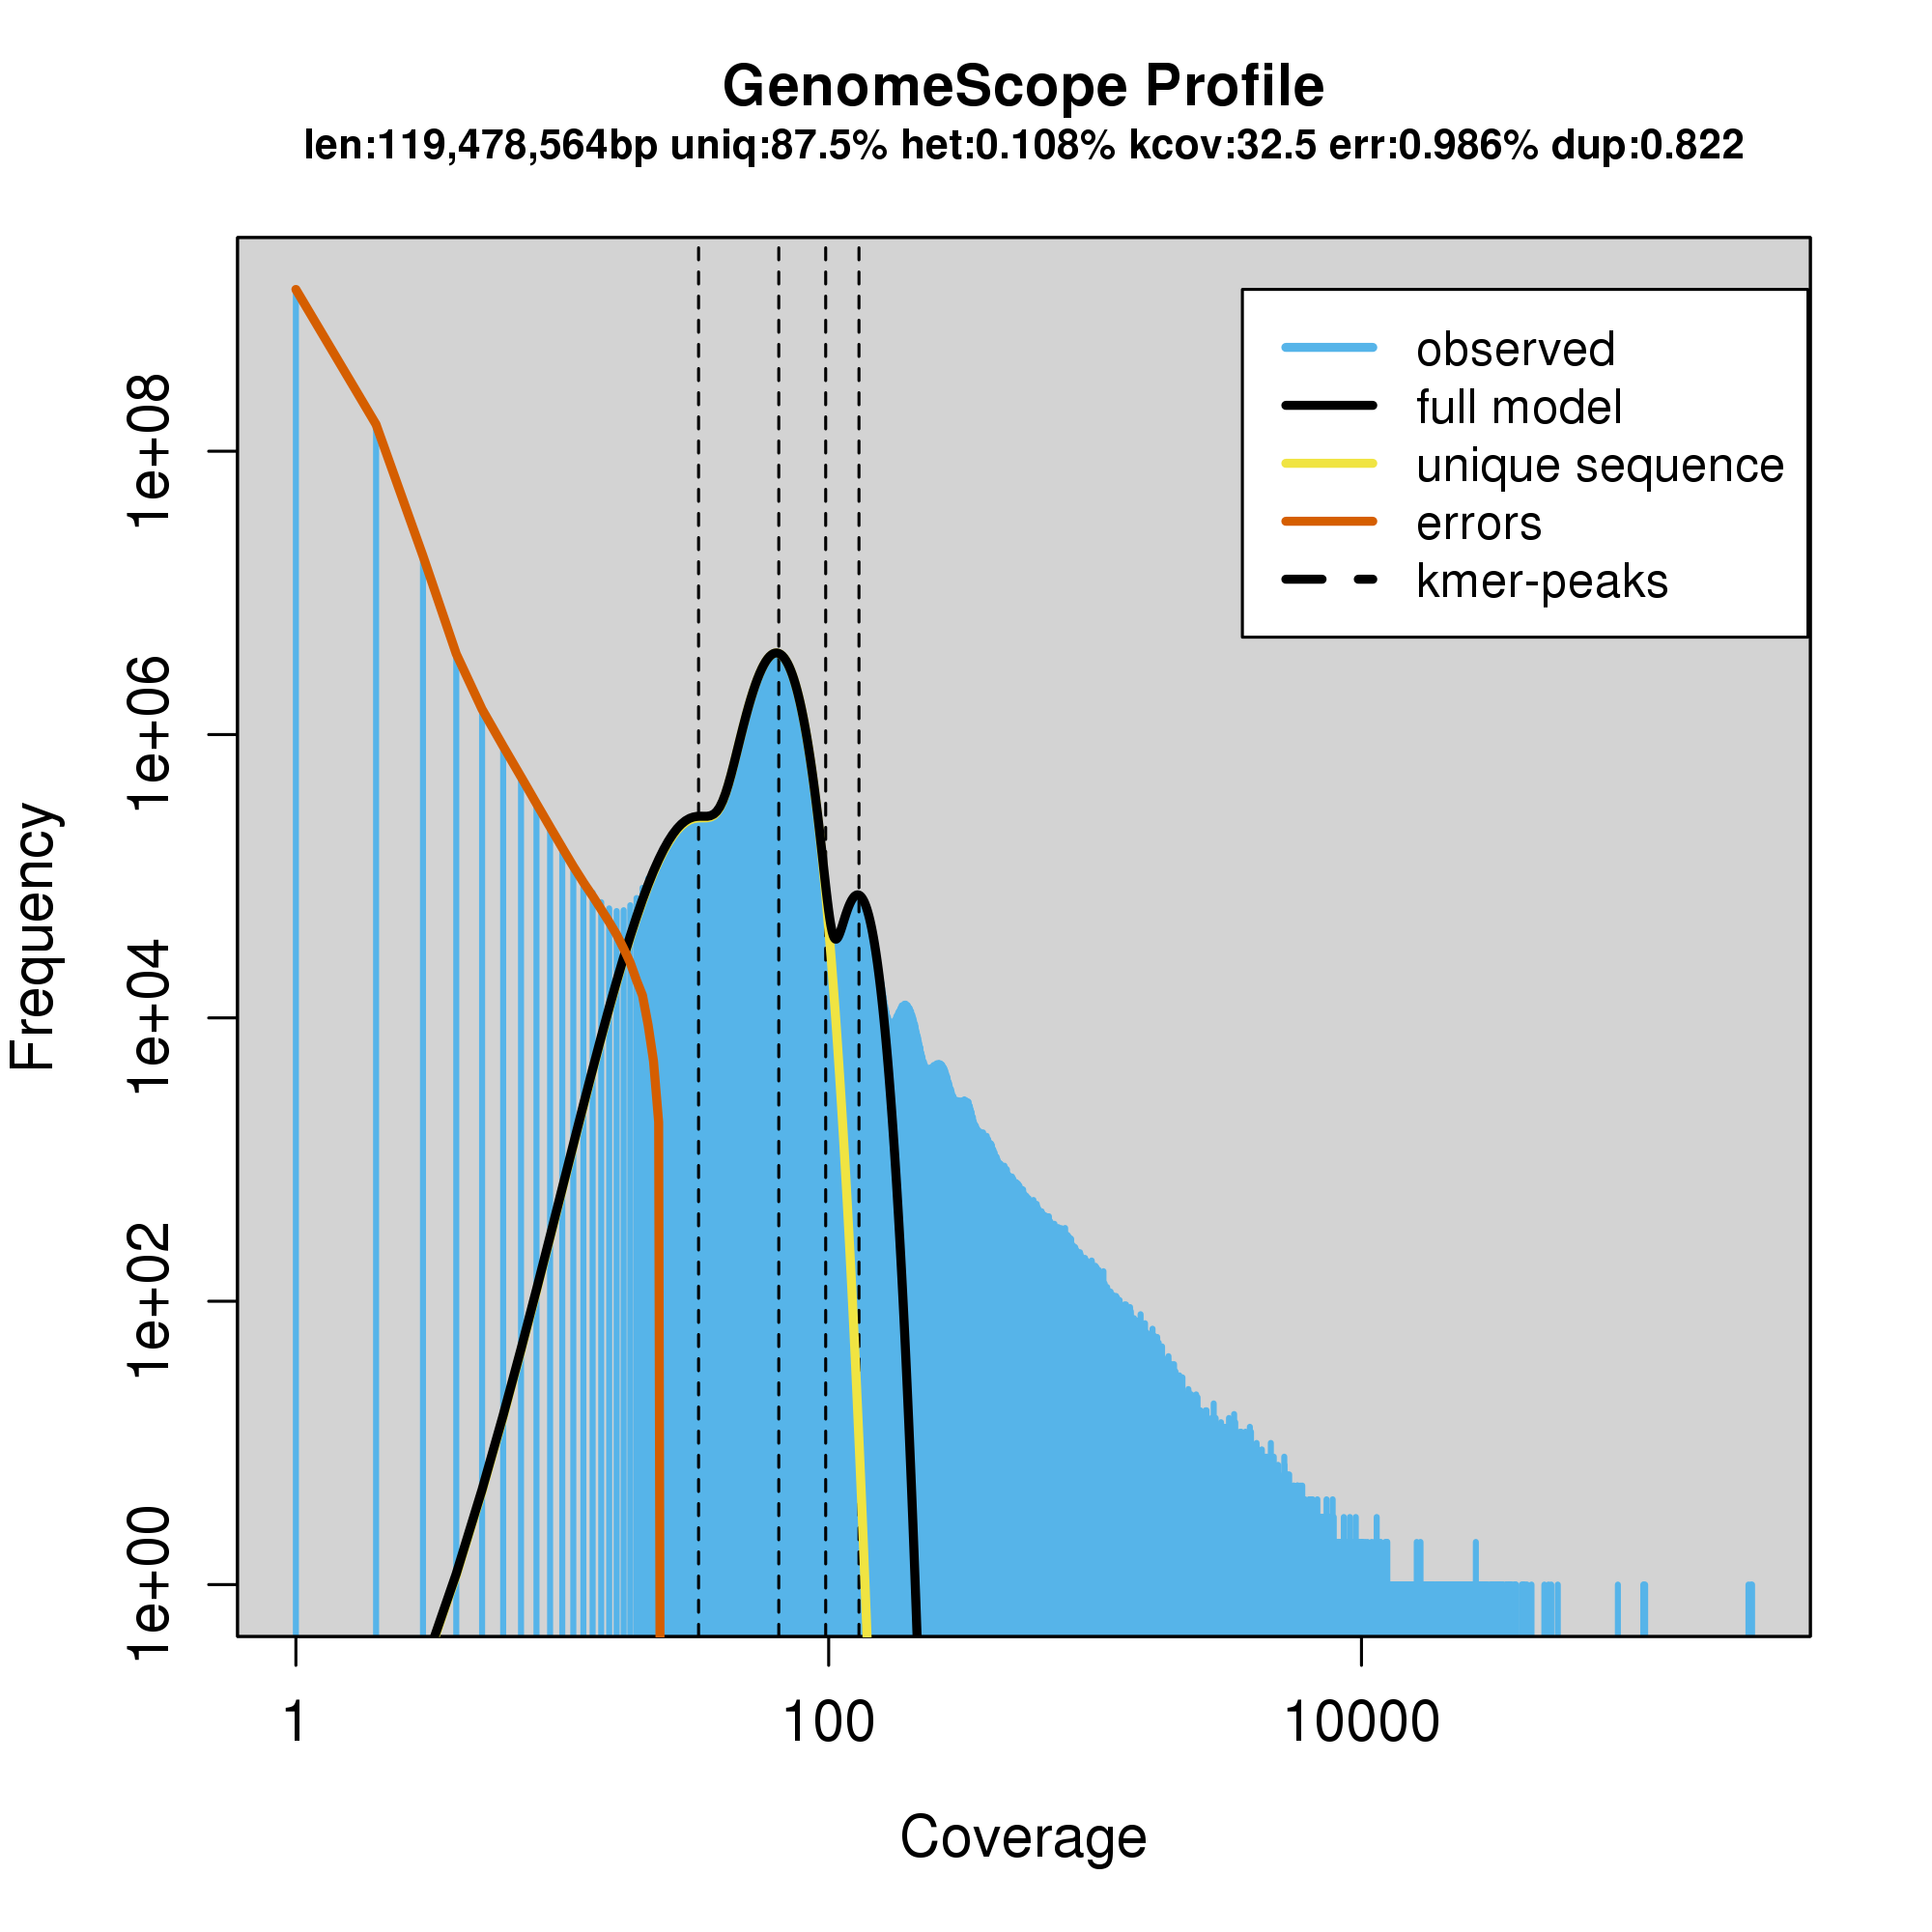 GenomeScope Profile
len:119,478,564bp uniq:87.5% het:0.108% kcov:32.5 err:0.986% dup:0.822
observed
full model
unique sequence
errors
kmer-peaks
Frequency
1e+08
1e+06
1e+04
1e+02
1e+00
1
100
10000
Coverage